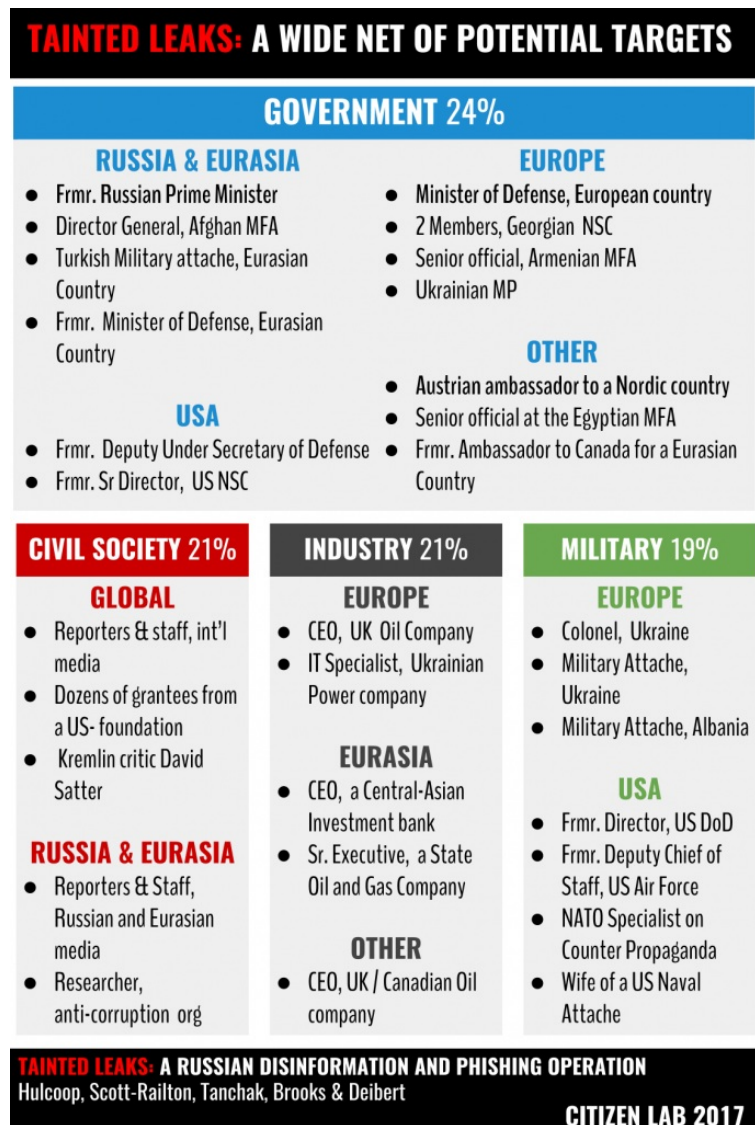 TAINTED LEAKS: A WIDE NET OF POTENTIAL TARGETS
GOVERNMENT 24%
RUSSIA & EURASIA
● Frmr. Russian Prime Minister
● Director General, Afghan MFA
● Turkish Military attache, Eurasian
Country
● Frmr. Minister of Defense, Eurasian
Country
USA
● Frmr. Deputy Under Secretary of Defense
● Frmr. Sr Director, US NSC
EUROPE
● Minister of Defense, European country
● 2 Members, Georgian NSC
● Senior official, Armenian MFA
● Ukrainian MP
OTHER
● Austrian ambassador to a Nordic country
● Senior official at the Egyptian MFA
● Frmr. Ambassador to Canada for a Eurasian
Country
CIVIL SOCIETY 21%
GLOBAL
● Reporters & staff, int'l
media
● Dozens of grantees from
a US- foundation
● Kremlin critic David
Satter
RUSSIA & EURASIA
● Reporters & Staff,
Russian and Eurasian
media
● Researcher,
anti-corruption org
INDUSTRY 21%
EUROPE
● CEO, UK Oil Company
● IT Specialist, Ukrainian
Power company
EURASIA
● CEO, a Central-Asian
Investment bank
● Sr. Executive, a State
Oil and Gas Company
OTHER
● CEO, UK / Canadian Oil
company
MILITARY 19%
EUROPE
● Colonel, Ukraine
● Military Attache,
Ukraine
● Military Attache, Albania
USA
● Frmr. Director, US DoD
● Frmr. Deputy Chief of
Staff, US Air Force
● NATO Specialist on
Counter Propaganda
● Wife of a US Naval
Attache
TAINTED LEAKS: A RUSSIAN DISINFORMATION AND PHISHING OPERATION
Hulcoop, Scott-Railton, Tanchak, Brooks & Deibert
CITIZEN LAB 2017